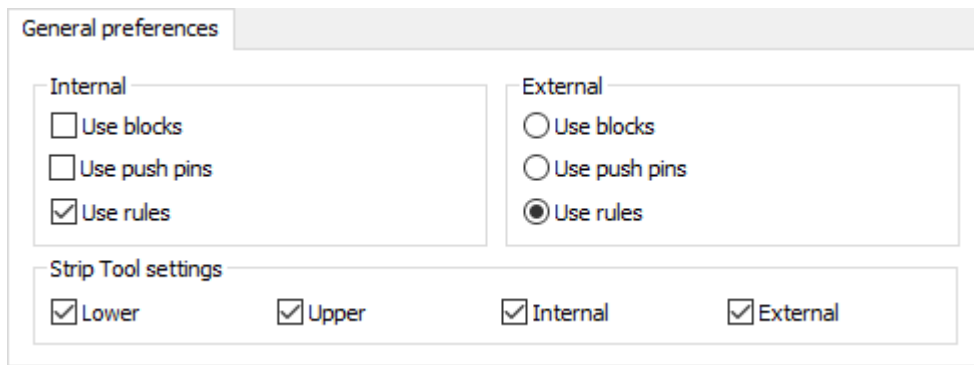 General preferences
Internal
Use blocks
Use push pins
Use rules
External
Use blocks
Use push pins
Use rules
Strip Tool settings
Lower Upper Internal External